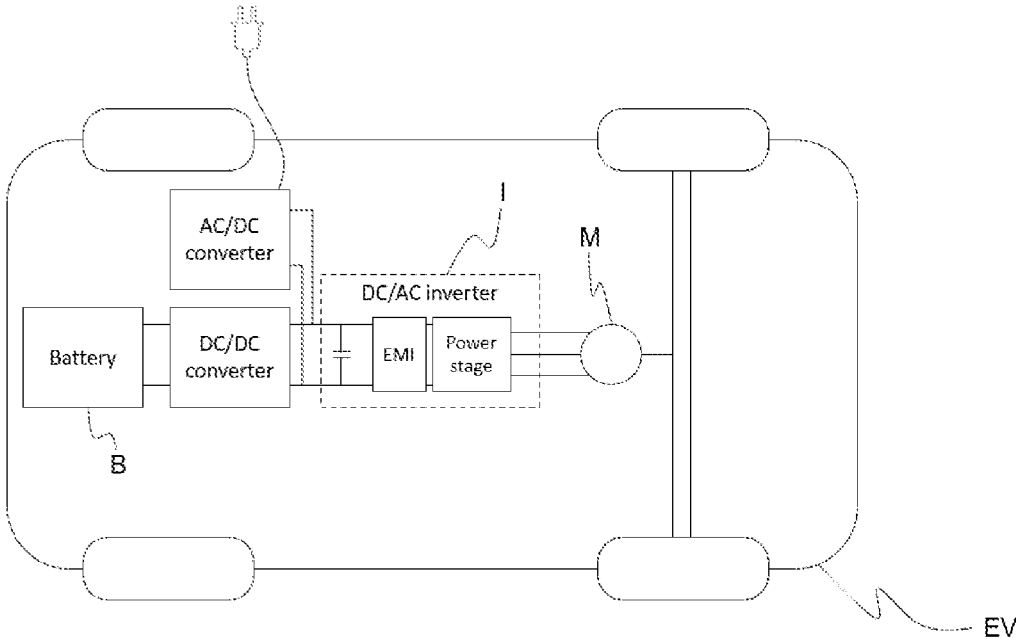 I
AC/DC
converter
M
DC/AC inverter
Battery
DC/DC
converter
EMI
Power
stage
B
EV